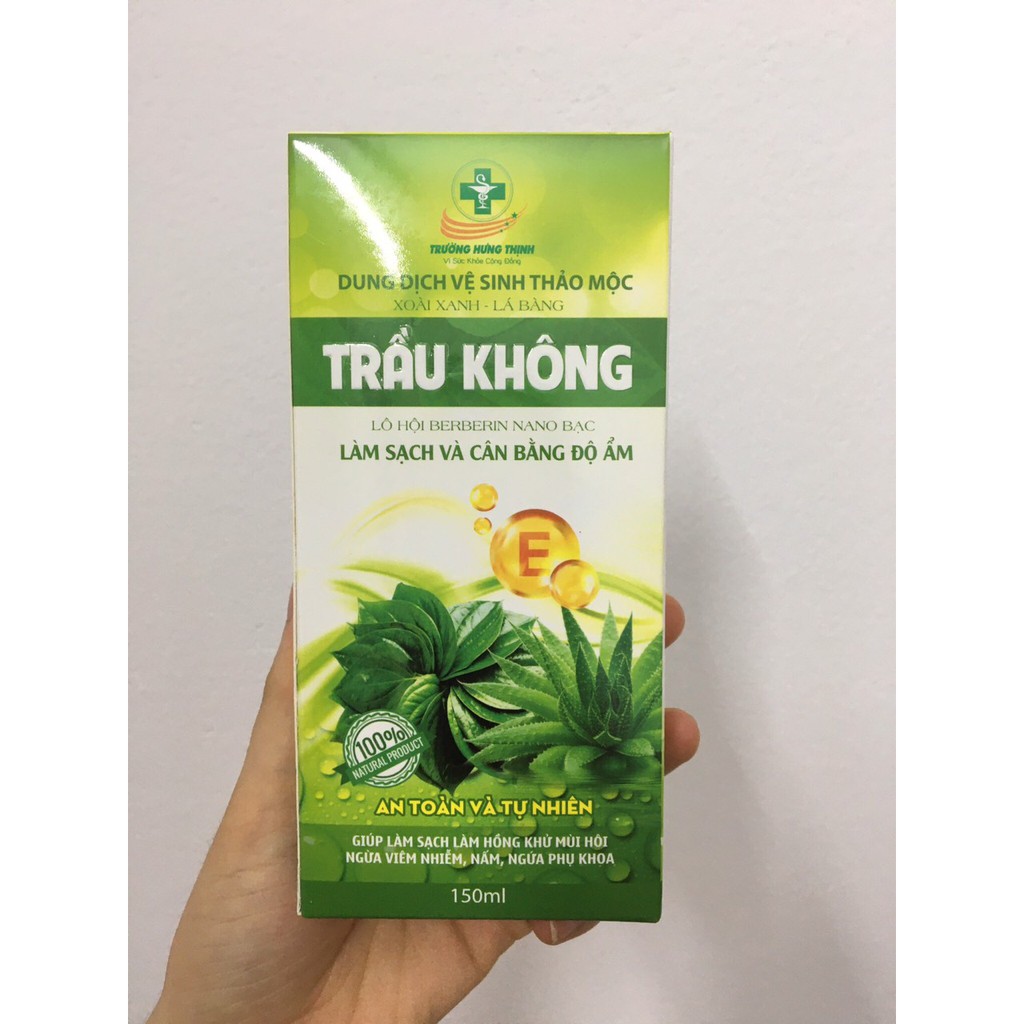 TRƯỜNG HƯNG THỊNH
Vì Sức Khỏe Cộng Đồng
DUNG DỊCH VỆ SINH THẢO MỘC
XOÀI XANH - LÁ BÀNG
TRẦU KHÔNG
LÔ HỘI BERBERIN NANO BẠC
LÀM SẠCH VÀ CÂN BẰNG ĐỘ ẨM
E
100%
NATURAL PRODUCT
AN TOÀN VÀ TỰ NHIÊN
GIÚP LÀM SẠCH LÀM HỒNG KHỬ MÙI HÔI
NGỪA VIÊM NHIỄM, NẤM, NGỨA PHỤ KHOA
150ml